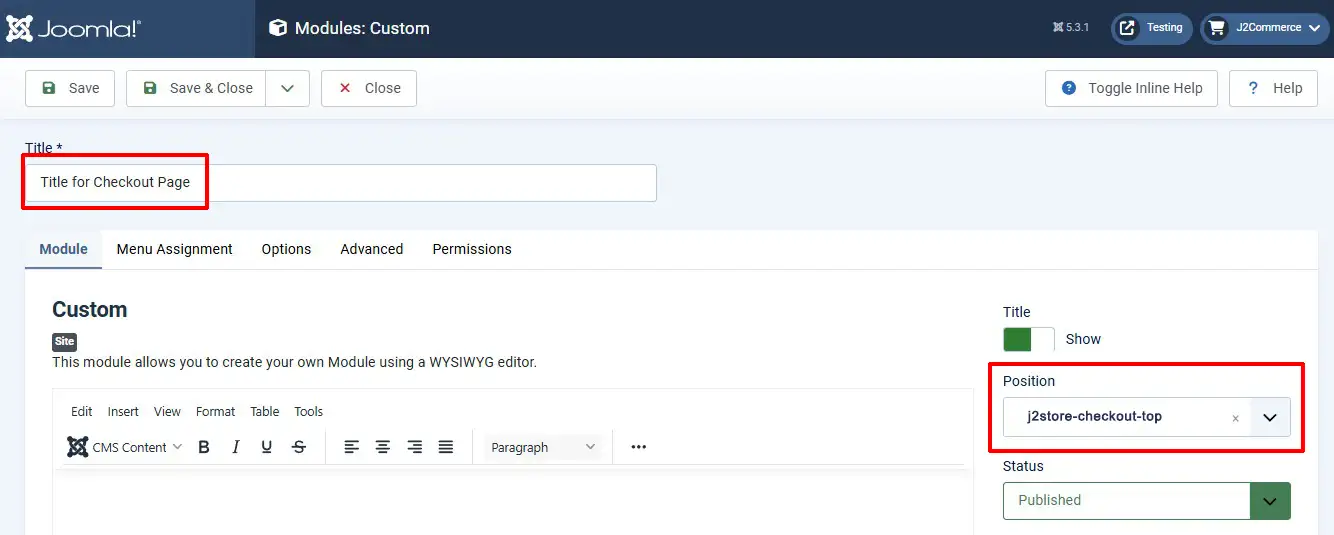 Joomla!® Modules: Custom 5.3.1 Testing J2Commerce
Save Save & Close Close Toggle Inline Help ? Help
Title *
Title for Checkout Page
Module Menu Assignment Options Advanced Permissions
Custom
Site
This module allows you to create your own Module using a WYSIWYG editor.
Edit Insert View Format Table Tools
CMS Content B I U S Paragraph
Title
Show
Position
j2store-checkout-top ×
Status
Published